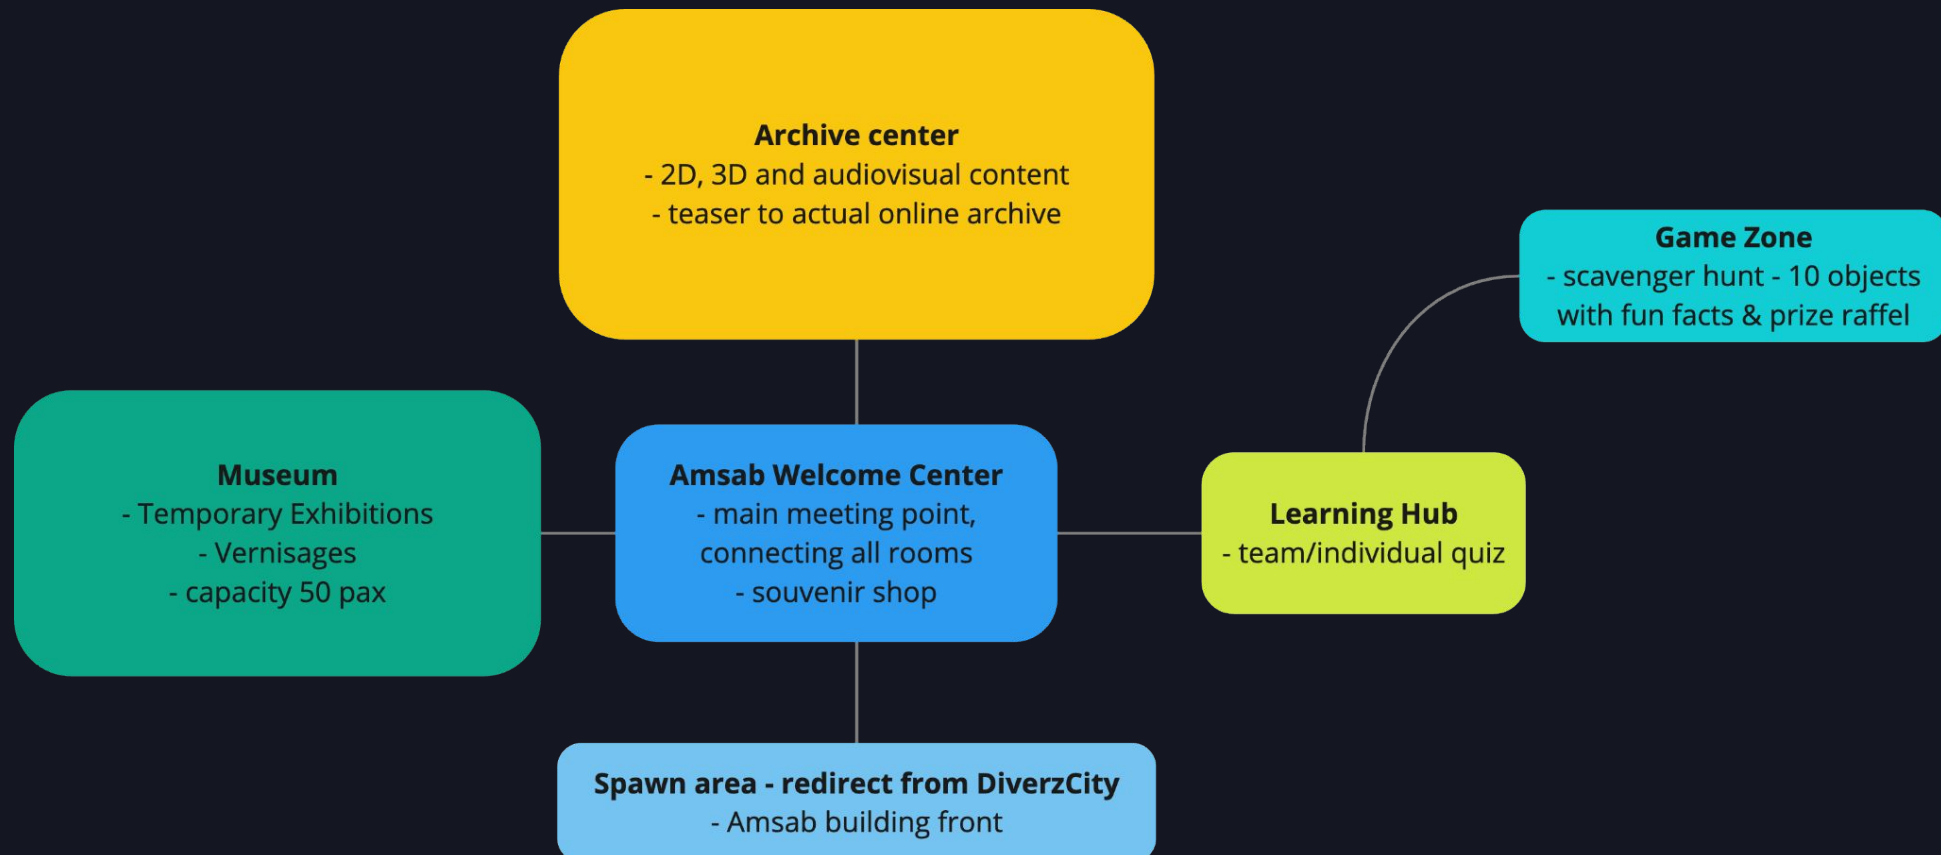 Archive center
- 2D, 3D and audiovisual content
- teaser to actual online archive
Game Zone
- scavenger hunt - 10 objects
with fun facts & prize raffel
Museum
- Temporary Exhibitions
- Vernisages
- capacity 50 pax
Amsab Welcome Center
- main meeting point,
connecting all rooms
- souvenir shop
Learning Hub
- team/individual quiz
Spawn area - redirect from DiverzCity
- Amsab building front